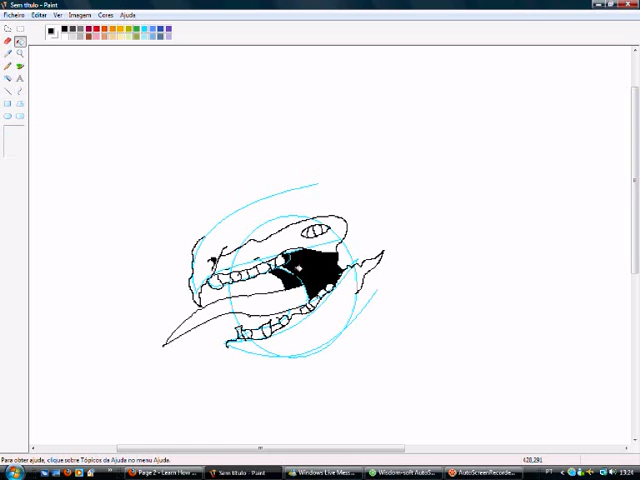 Sem título - Paint
Ficheiro Editar Ver Imagem Cores Ajuda
Para obter ajuda, clique sobre Tópicos de Ajuda no menu Ajuda.
428,291
Page 2 - Learn How ...
Sem título - Paint
Windows Live Mess...
Wisdom-soft AutoS...
AutoScreenRecorde...
PT
13:24